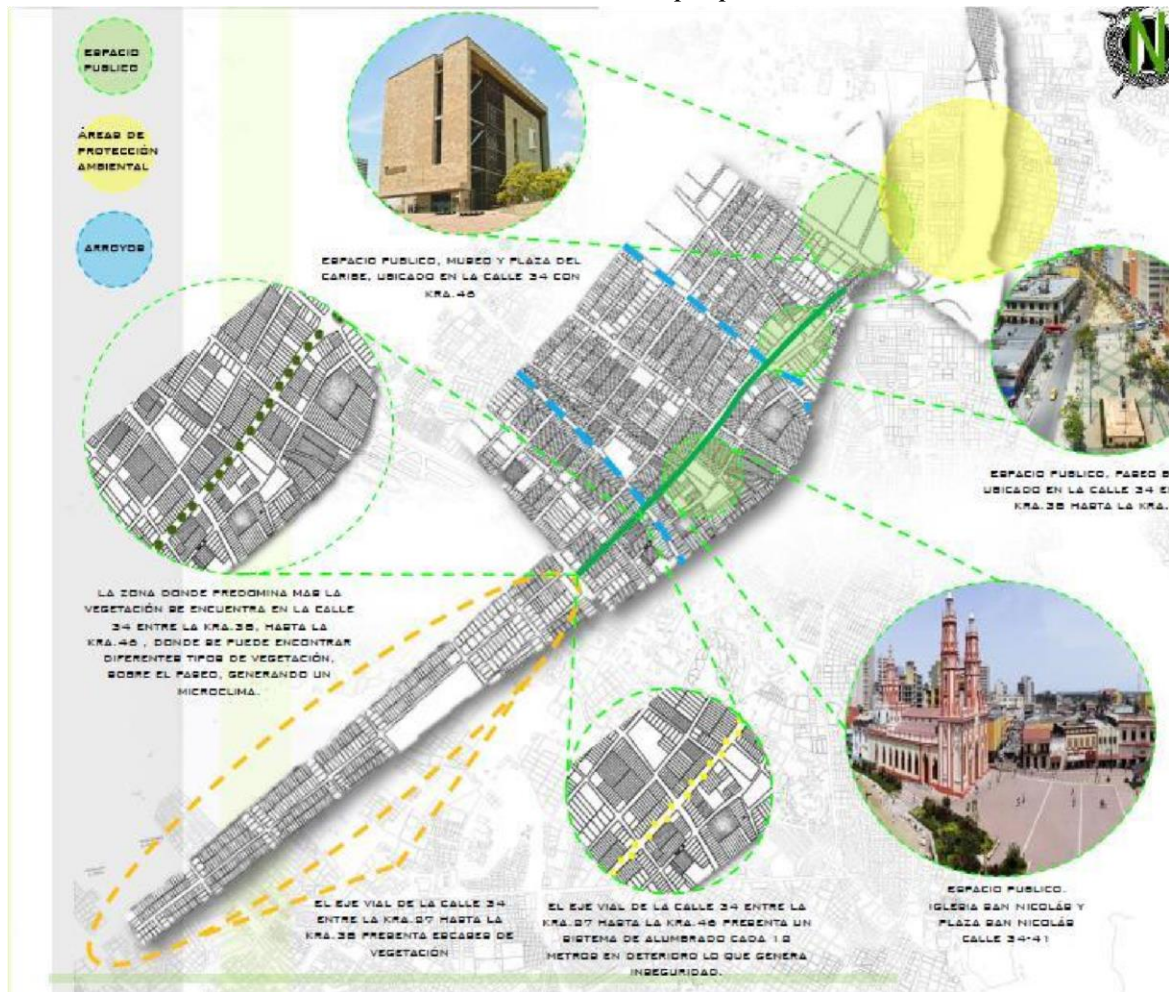 ESPACIO
PUBLICO
ÁREAS DE
PROTECCIÓN
AMBIENTAL
ARROYOS
N
ESPACIO PUBLICO, MUSEO Y PLAZA DEL
CARIBE, UBICADO EN LA CALLE 34 CON
KRA.46
ESPACIO PUBLICO, PASEO B
UBICADO EN LA CALLE 34 E
KRA.38 HASTA LA KRA.
LA ZONA DONDE PREDOMINA MAS LA
VEGETACIÓN SE ENCUENTRA EN LA CALLE
34 ENTRE LA KRA.38, HASTA LA
KRA.46 , DONDE SE PUEDE ENCONTRAR
DIFERENTES TIPOS DE VEGETACIÓN,
SOBRE EL PASEO, GENERANDO UN
MICROCLIMA.
EL EJE VIAL DE LA CALLE 34
ENTRE LA KRA.27 HASTA LA
KRA.38 PRESENTA ESCASES DE
VEGETACIÓN
EL EJE VIAL DE LA CALLE 34 ENTRE LA
KRA.27 HASTA LA KRA.46 PRESENTA UN
SISTEMA DE ALUMBRADO CADA
METROS EN DETERIORO LO QUE GENERA
INSEGURIDAD.
ESPACIO PUBLICO.
IGLESIA SAN NICOLÁS Y
PLAZA SAN NICOLÁS
CALLE 34-41